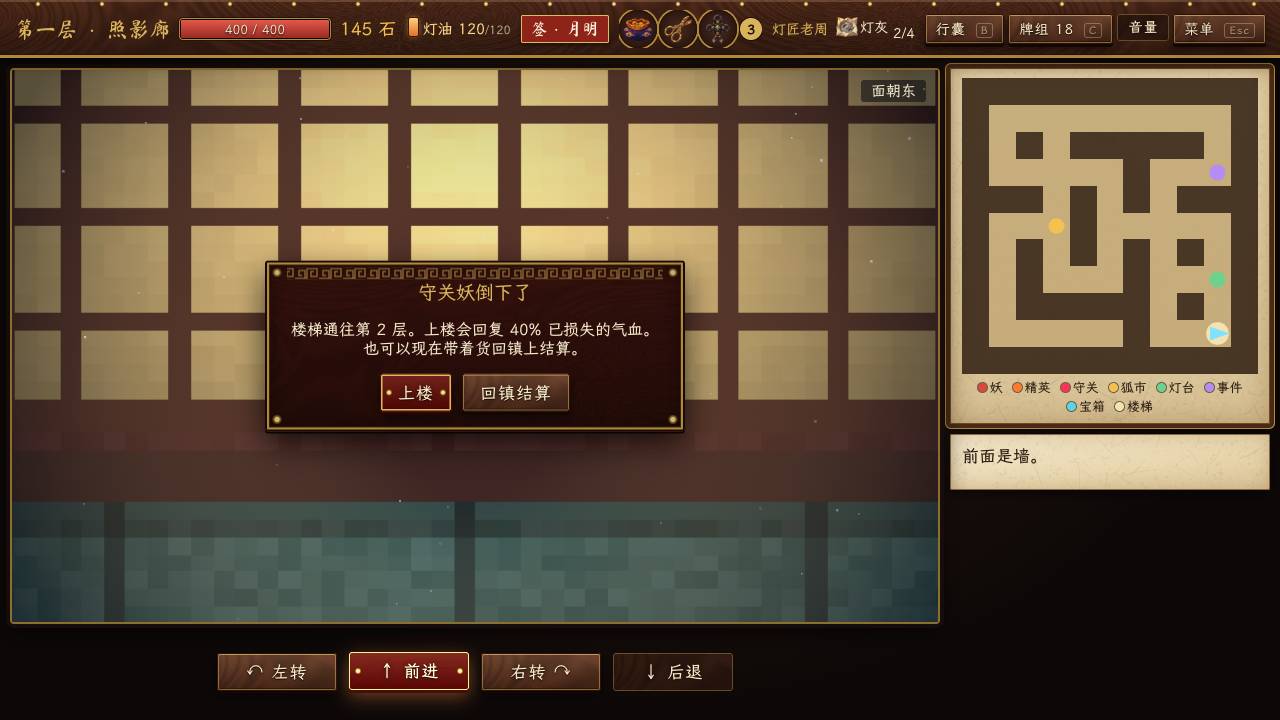 第一层 · 照影廊
400 / 400
145 石
灯油 120/120
签 · 月明
3
灯匠老周
灯灰 2/4
行囊 B
牌组 18 C
音量
菜单 Esc
面朝东
守关妖倒下了
楼梯通往第 2 层。上楼会回复 40% 已损失的气血。
也可以现在带着货回镇上结算。
上楼
回镇结算
妖 精英 守关 狐市 灯台 事件
宝箱 楼梯
前面是墙。
↶ 左转
↑ 前进
右转 ↷
↓ 后退